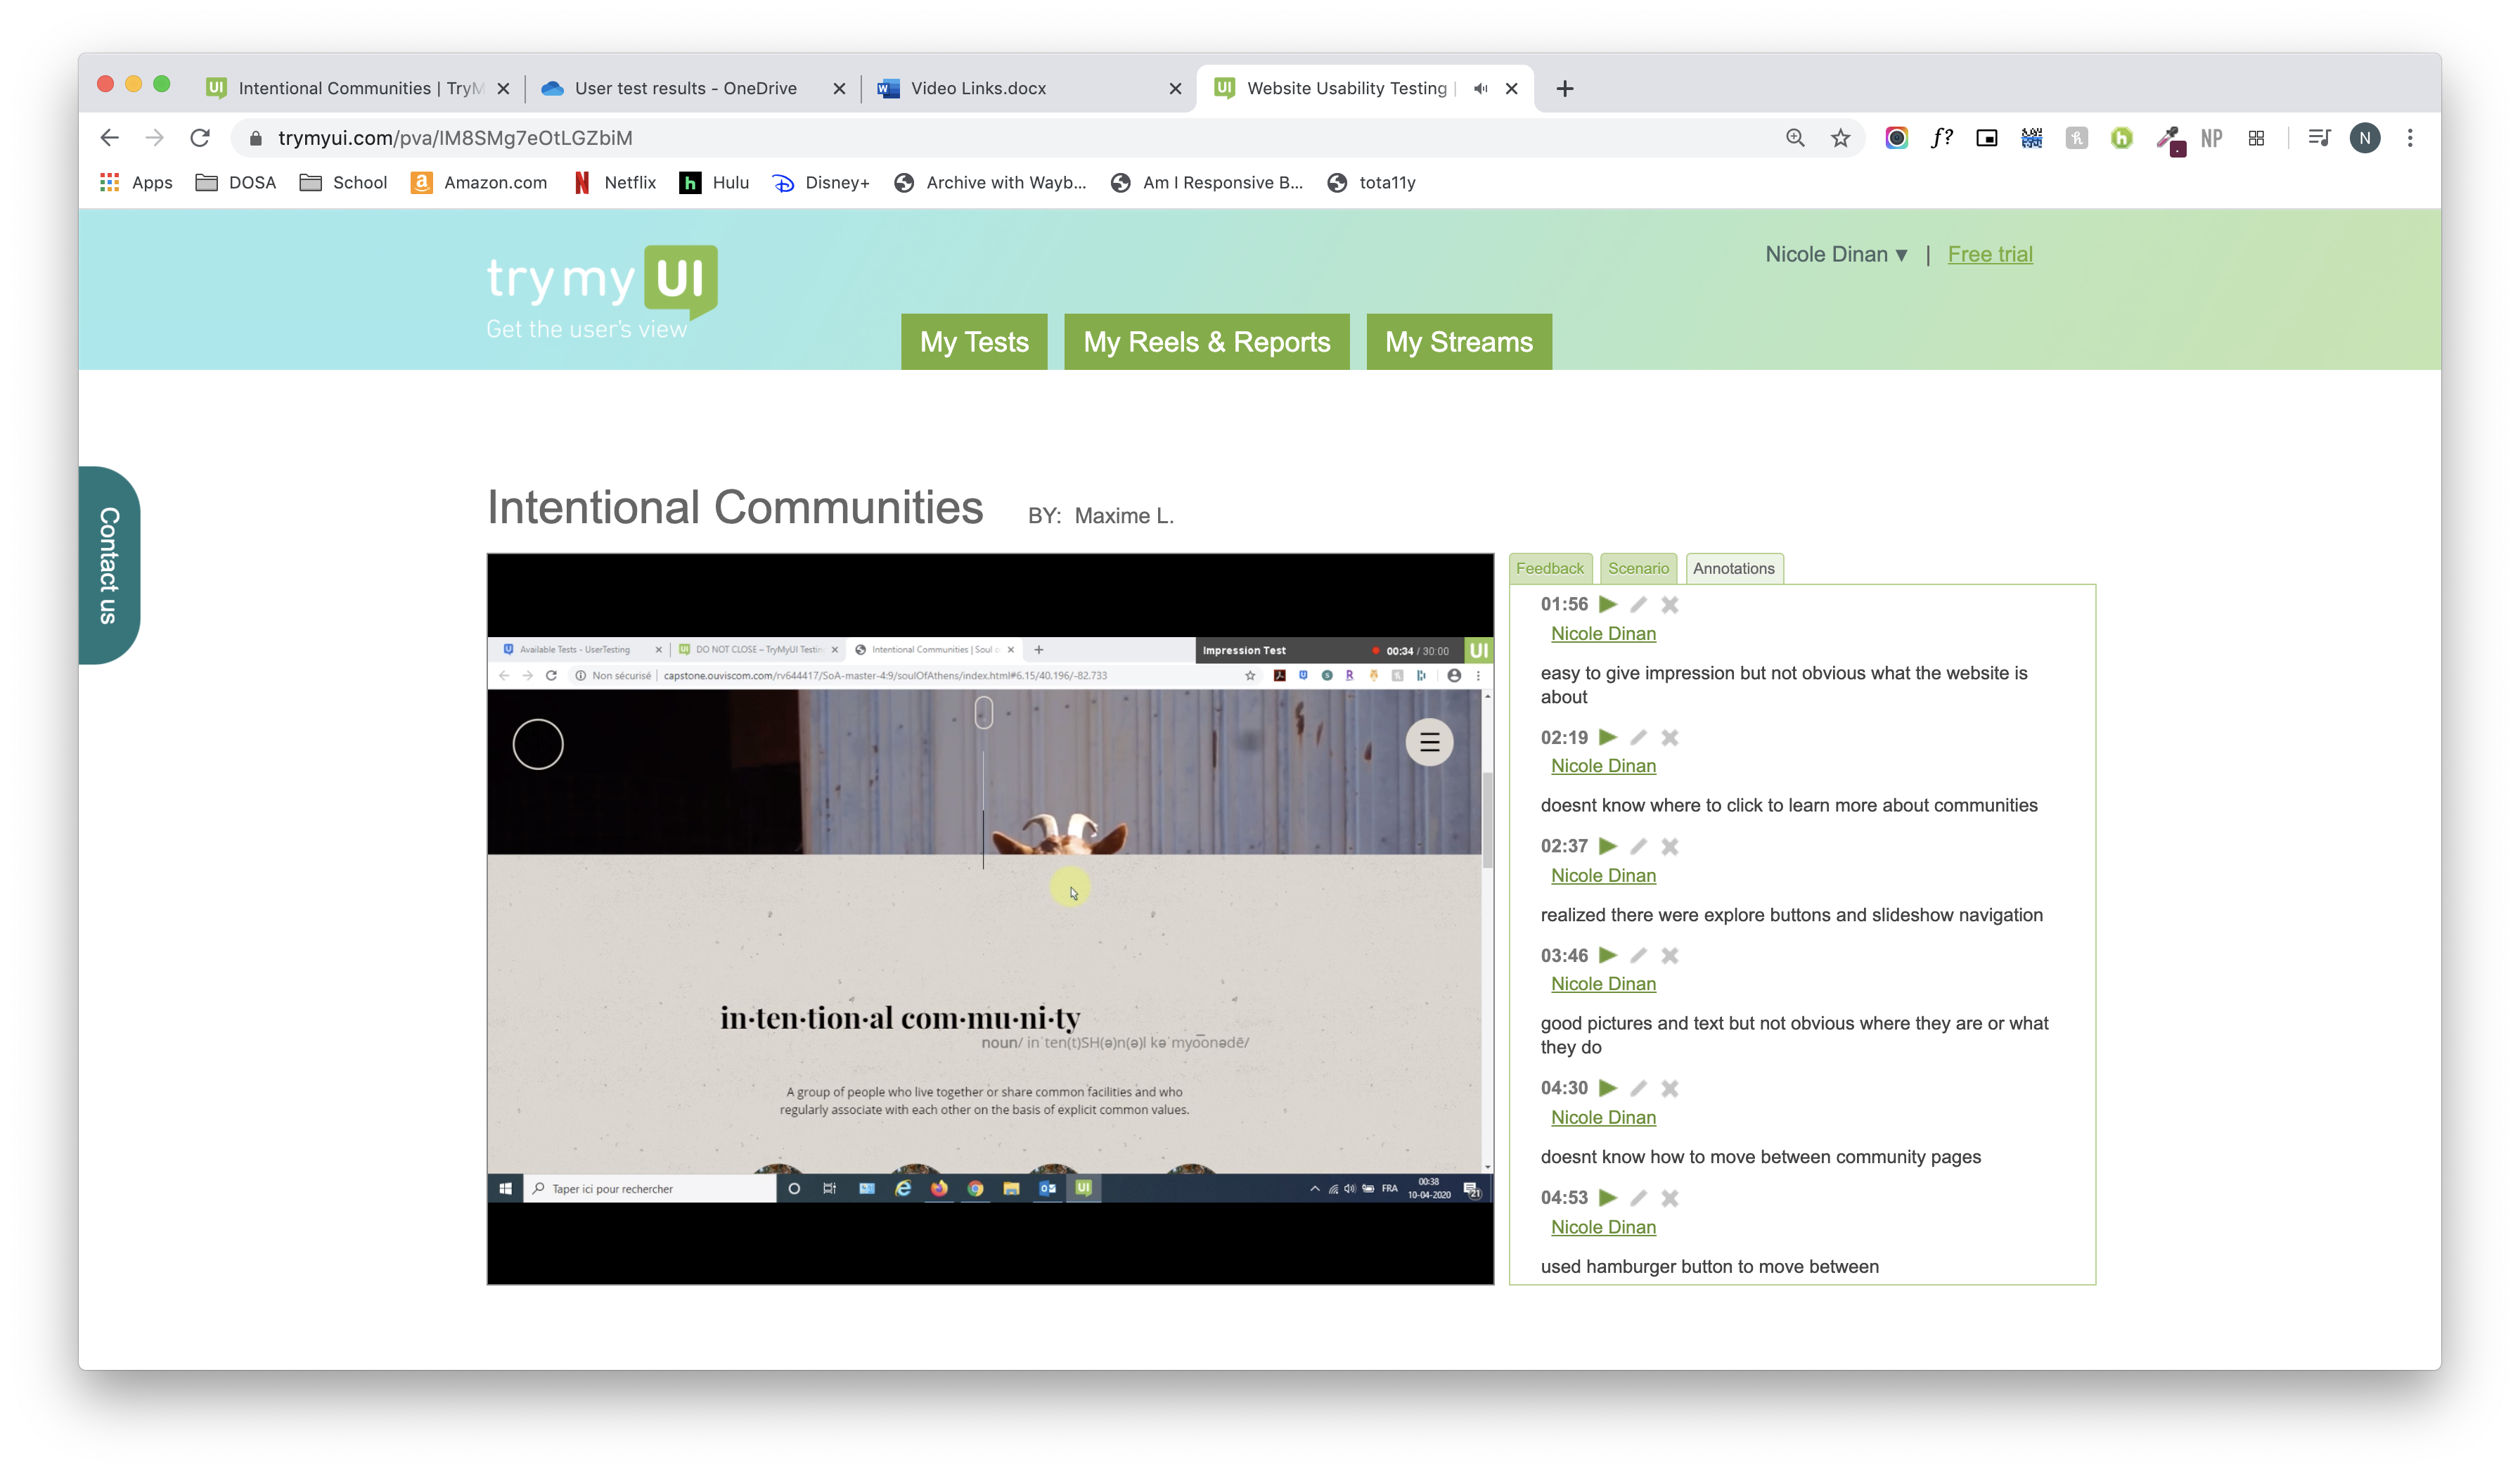 Intentional Communities | TryM
User test results - OneDrive
Video Links.docx
Website Usability Testing |
trymyui.com/pva/IM8SMg7eOtLGZbiM
f?
NP
N
Apps
DOSA
School
Amazon.com
Netflix
Hulu
Disney+
Archive with Wayb...
Am I Responsive B...
tota11y
trymyUI
Get the user's view
Nicole Dinan ▼ | Free trial
My Tests
My Reels & Reports
My Streams
Contact us
Intentional Communities BY: Maxime L.
Available Tests - UserTesting
DO NOT CLOSE – TryMyUI Testin
Intentional Communities | Soul o
Impression Test
00:34 / 30:00
UI
Non sécurisé | capstone.ouviscom.com/rv644417/SoA-master-4:9/soulOfAthens/index.html#6.15/40.196/-82.733
in·ten·tion·al com·mu·ni·ty
noun/ inˈten(t)SH(ə)n(ə)l kəˈmyo͞onədē/
A group of people who live together or share common facilities and who
regularly associate with each other on the basis of explicit common values.
Taper ici pour rechercher
FRA
00:38
10-04-2020
21
Feedback
Scenario
Annotations
01:56
Nicole Dinan
easy to give impression but not obvious what the website is
about
02:19
Nicole Dinan
doesnt know where to click to learn more about communities
02:37
Nicole Dinan
realized there were explore buttons and slideshow navigation
03:46
Nicole Dinan
good pictures and text but not obvious where they are or what
they do
04:30
Nicole Dinan
doesnt know how to move between community pages
04:53
Nicole Dinan
used hamburger button to move between